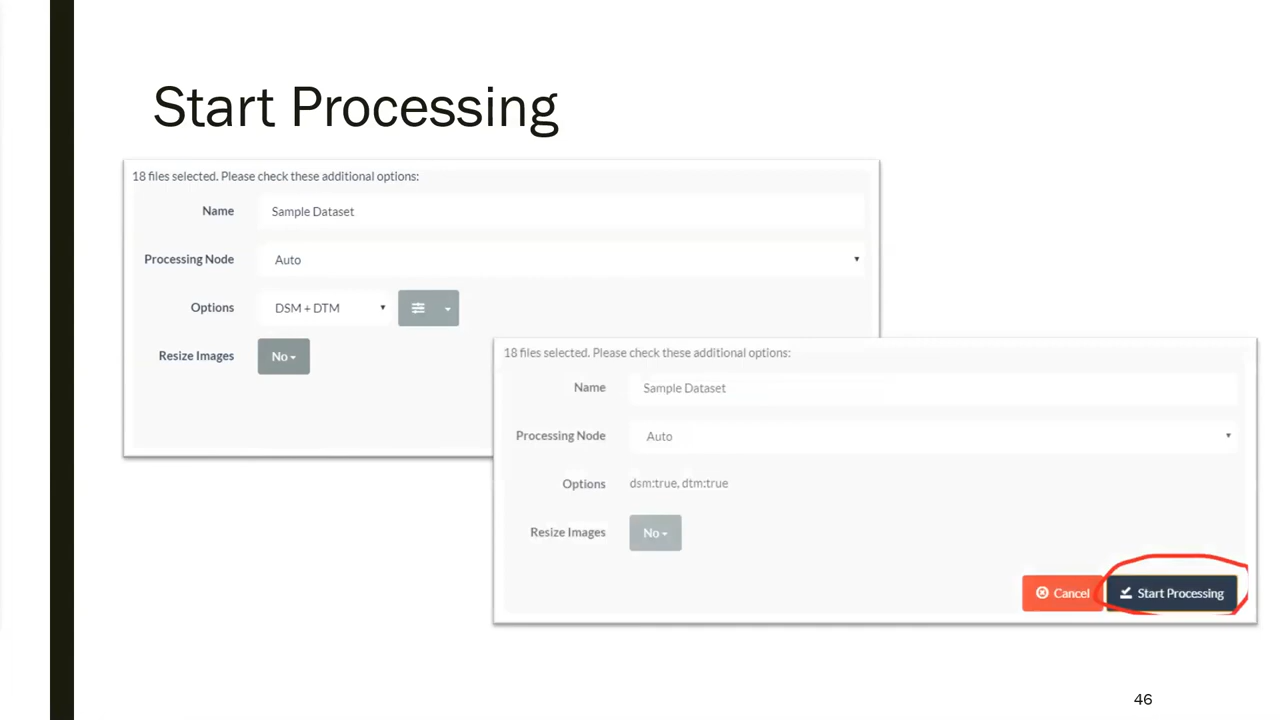 Start Processing
18 files selected. Please check these additional options:
Name
Sample Dataset
Processing Node
Auto
Options
DSM + DTM
Resize Images
No
18 files selected. Please check these additional options:
Name
Sample Dataset
Processing Node
Auto
Options
dsm:true, dtm:true
Resize Images
No
Cancel
Start Processing
46